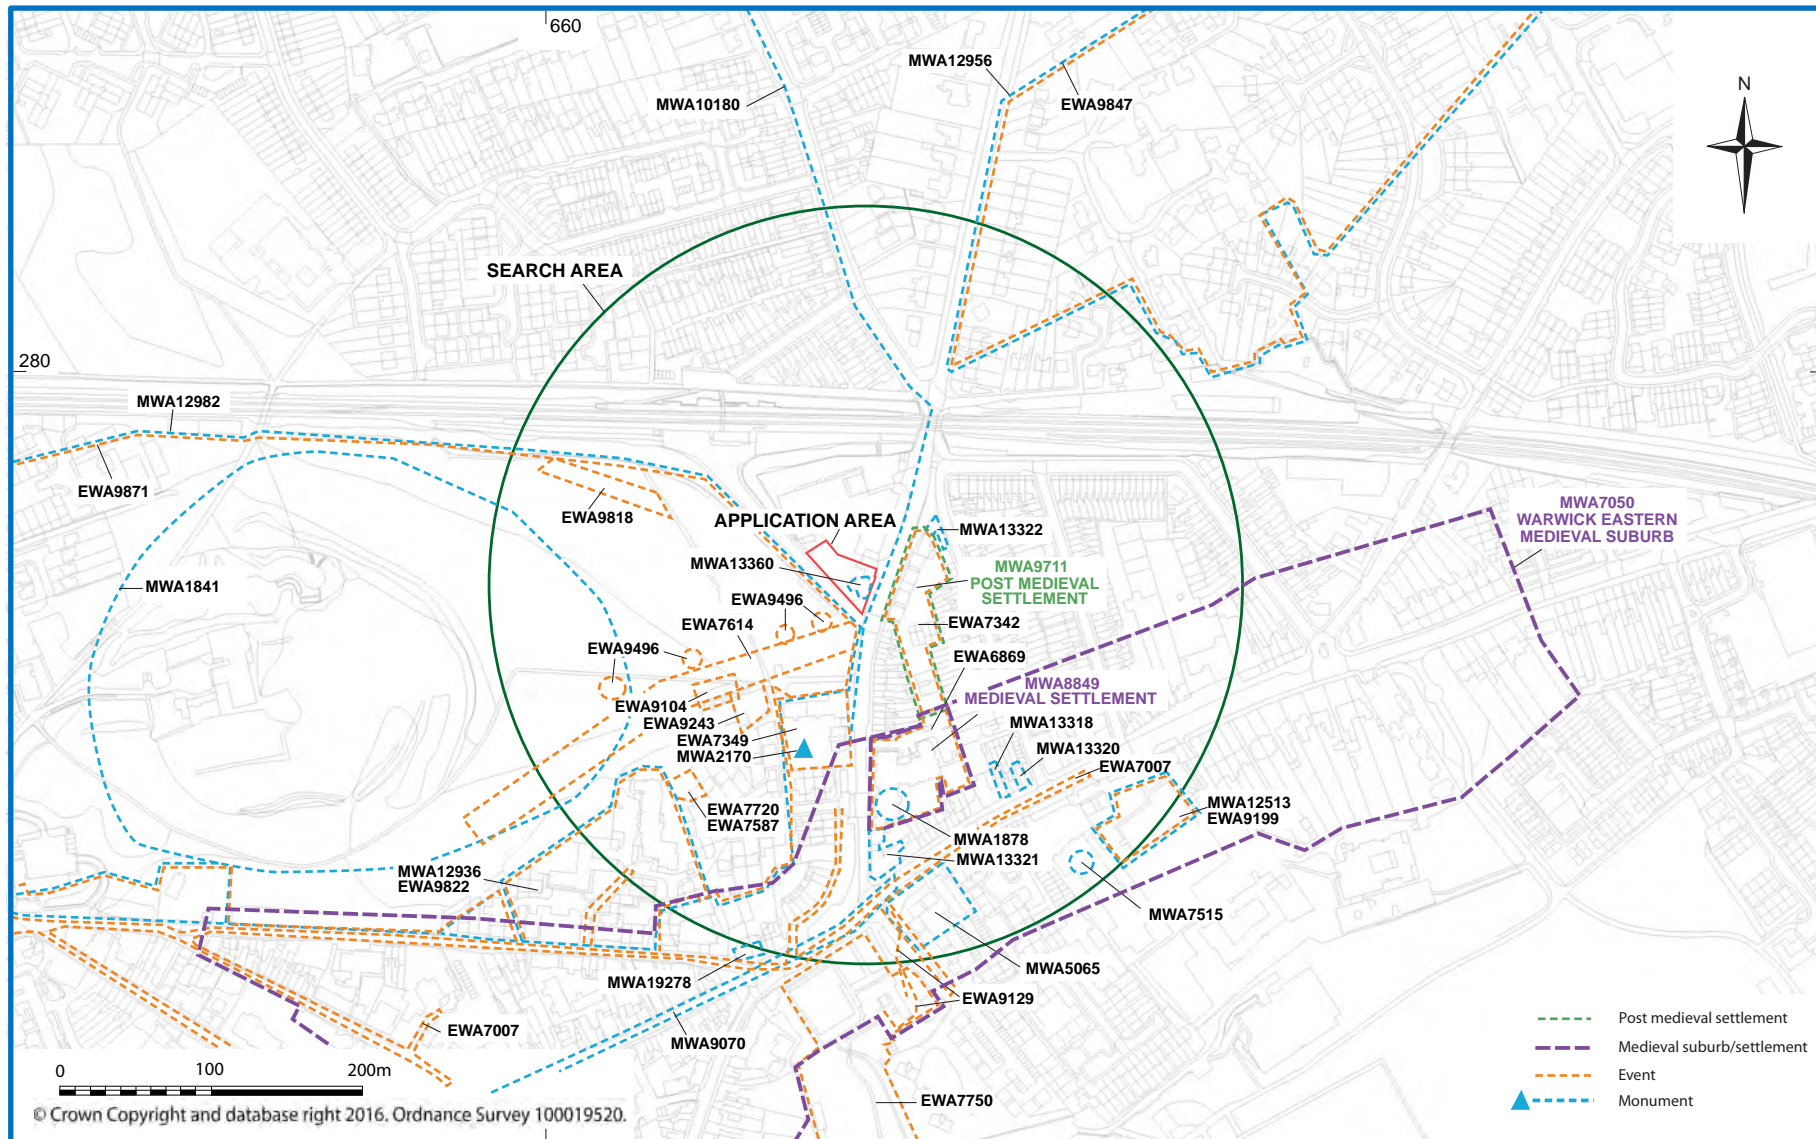 660
MWA12956
MWA10180
EWA9847
N
SEARCH AREA
280
MWA12982
EWA9871
EWA9818
APPLICATION AREA
MWA13322
MWA7050
WARWICK EASTERN
MEDIEVAL SUBURB
MWA13360
MWA9711
POST MEDIEVAL
SETTLEMENT
MWA1841
EWA9496
EWA7614
EWA7342
EWA9496
EWA6869
MWA8849
MEDIEVAL SETTLEMENT
EWA9104
EWA9243
EWA7349
MWA2170
MWA13318
MWA13320
EWA7007
EWA7720
EWA7587
MWA12513
EWA9199
MWA1878
MWA13321
MWA12936
EWA9822
MWA7515
MWA5065
MWA19278
EWA9129
EWA7007
MWA9070
EWA7750
Post medieval settlement
Medieval suburb/settlement
Event
Monument
0 100 200m
© Crown Copyright and database right 2016. Ordnance Survey 100019520.